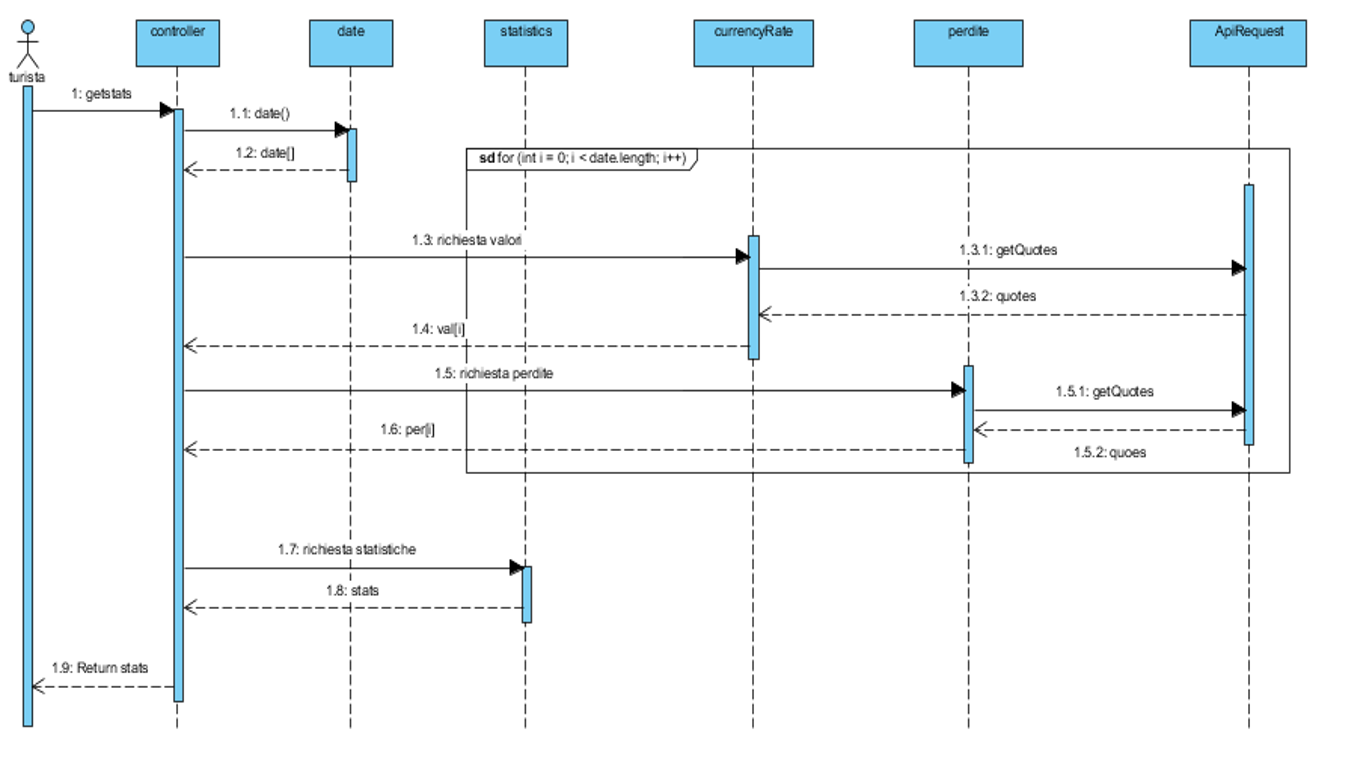 controller
date
statistics
currencyRate
perdite
ApiRequest
turista
1: getstats
1.1: date()
1.2: date[]
sd for (int i = 0; i < date.length; i++)
1.3: richiesta valori
1.3.1: getQuotes
1.3.2: quotes
1.4: val[i]
1.5: richiesta perdite
1.5.1: getQuotes
1.6: per[i]
1.5.2: quoes
1.7: richiesta statistiche
1.8: stats
1.9: Return stats